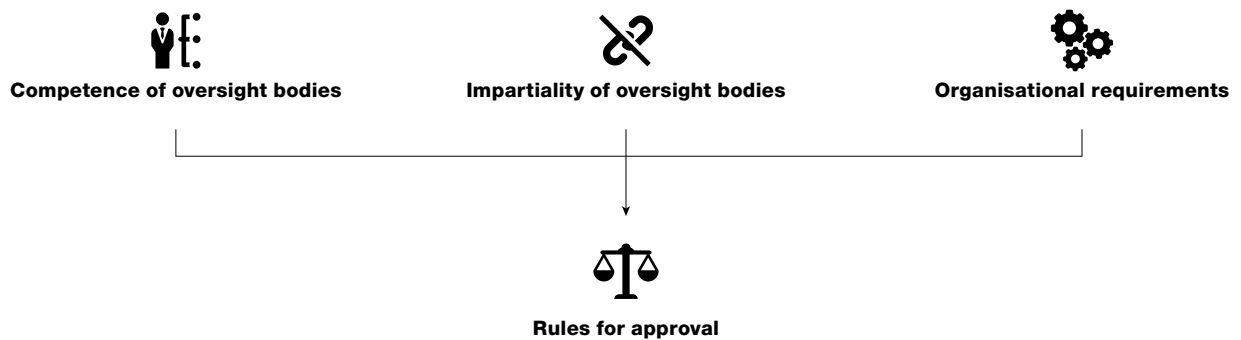 Competence of oversight bodies
Impartiality of oversight bodies
Organisational requirements
Rules for approval